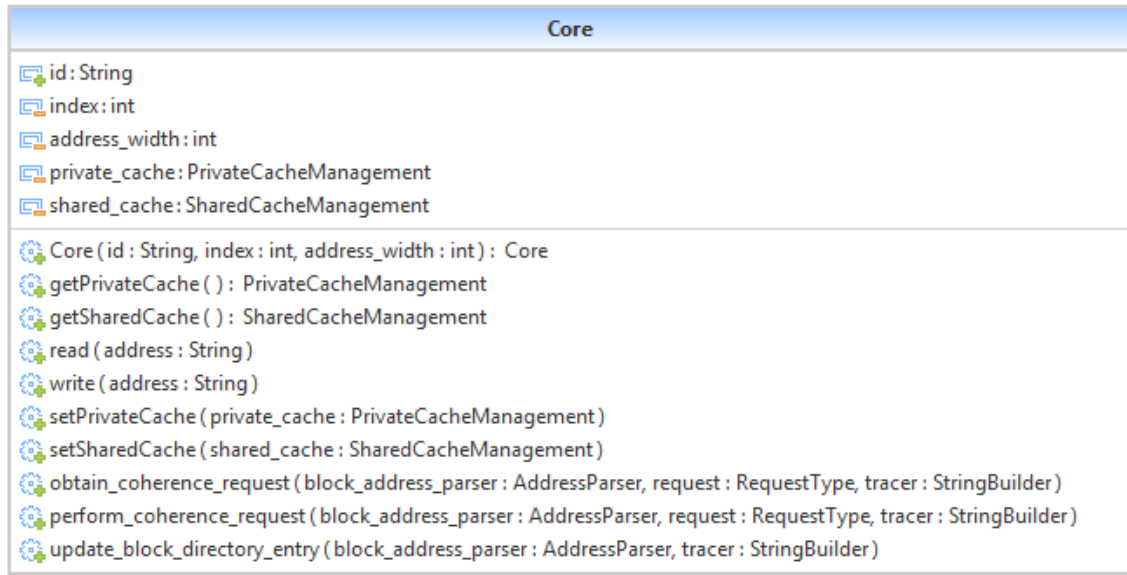 Core
id : String
index : int
address_width : int
private_cache : PrivateCacheManagement
shared_cache : SharedCacheManagement
Core ( id : String, index : int, address_width : int ) : Core
getPrivateCache ( ) : PrivateCacheManagement
getSharedCache ( ) : SharedCacheManagement
read ( address : String )
write ( address : String )
setPrivateCache ( private_cache : PrivateCacheManagement )
setSharedCache ( shared_cache : SharedCacheManagement )
obtain_coherence_request ( block_address_parser : AddressParser, request : RequestType, tracer : StringBuilder )
perform_coherence_request ( block_address_parser : AddressParser, request : RequestType, tracer : StringBuilder )
update_block_directory_entry ( block_address_parser : AddressParser, tracer : StringBuilder )